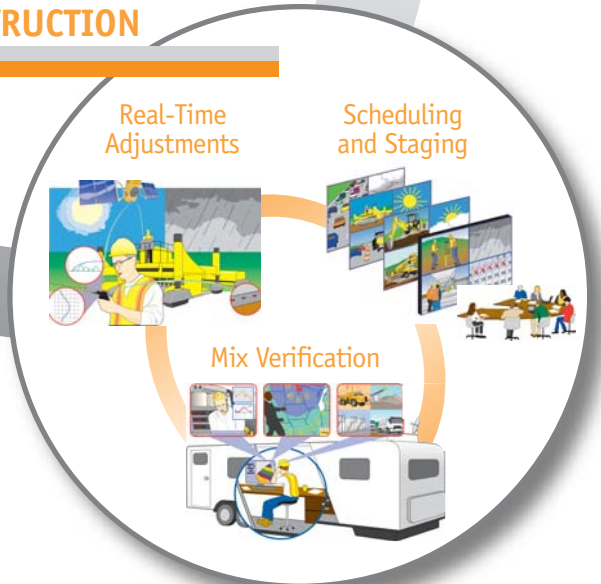 RUCTION
Real-Time
Adjustments
Scheduling
and Staging
Mix Verification